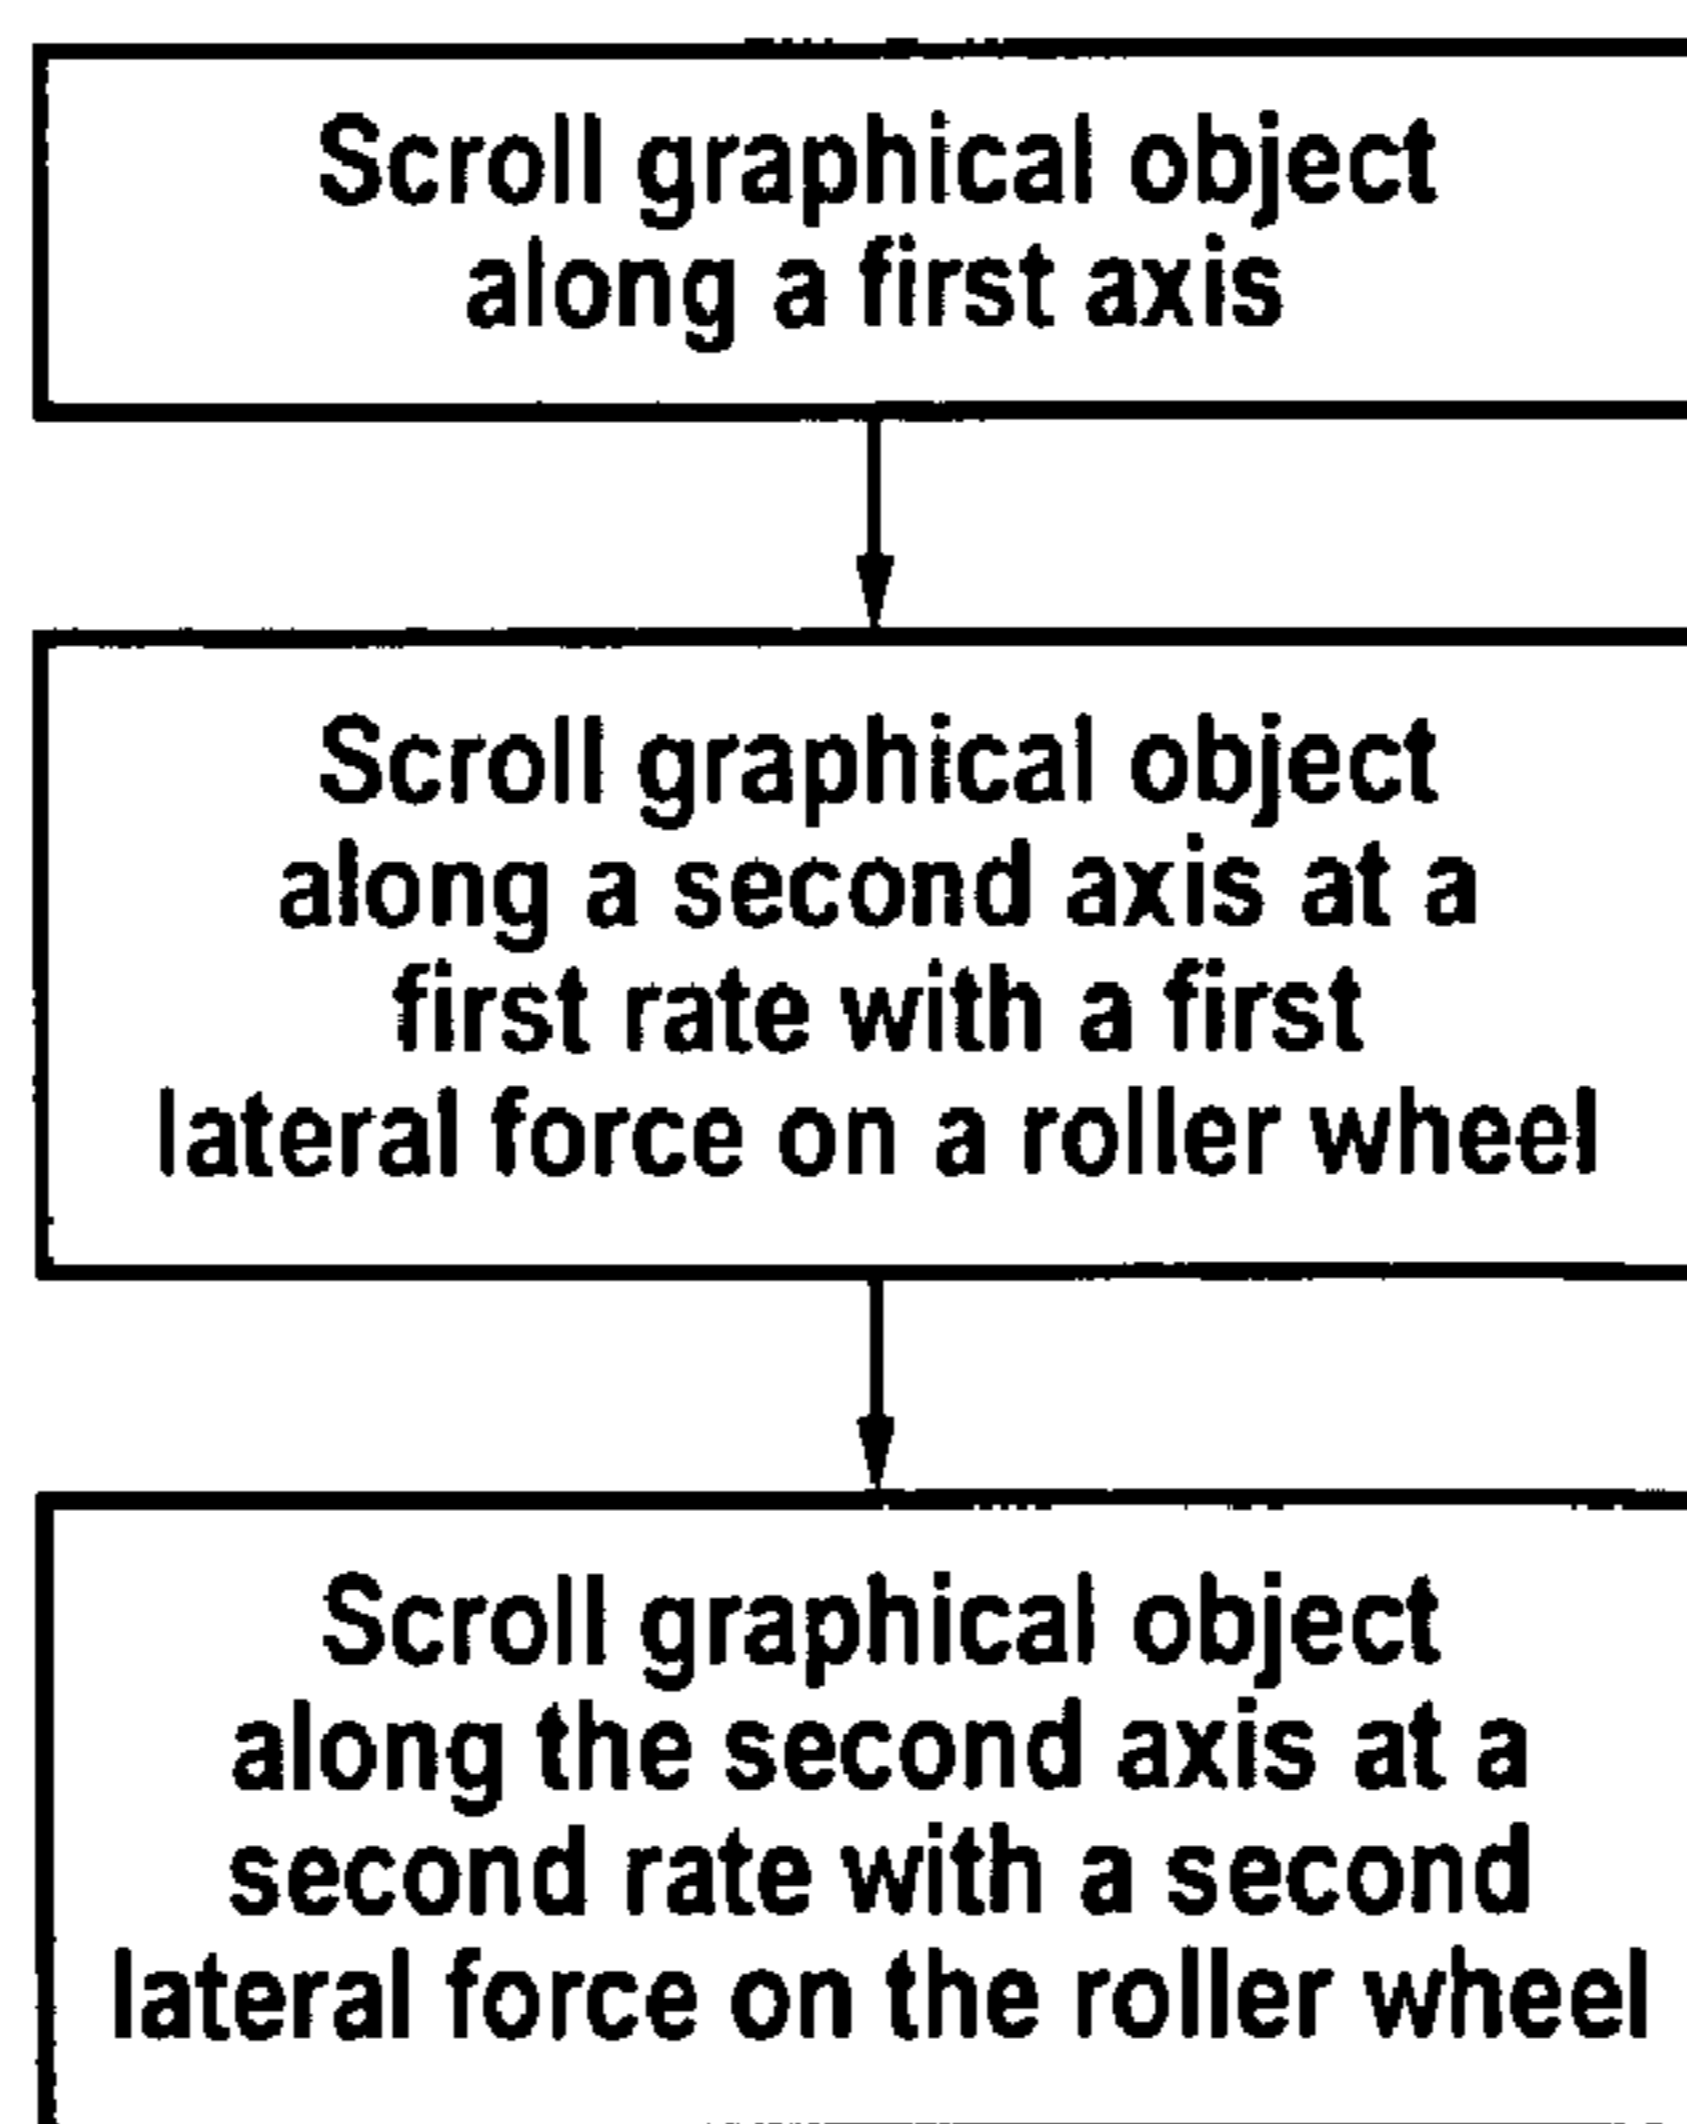 Scroll graphical object
along a first axis
Scroll graphical object
along a second axis at a
first rate with a first
lateral force on a roller wheel
Scroll graphical object
along the second axis at a
second rate with a second
lateral force on the roller wheel